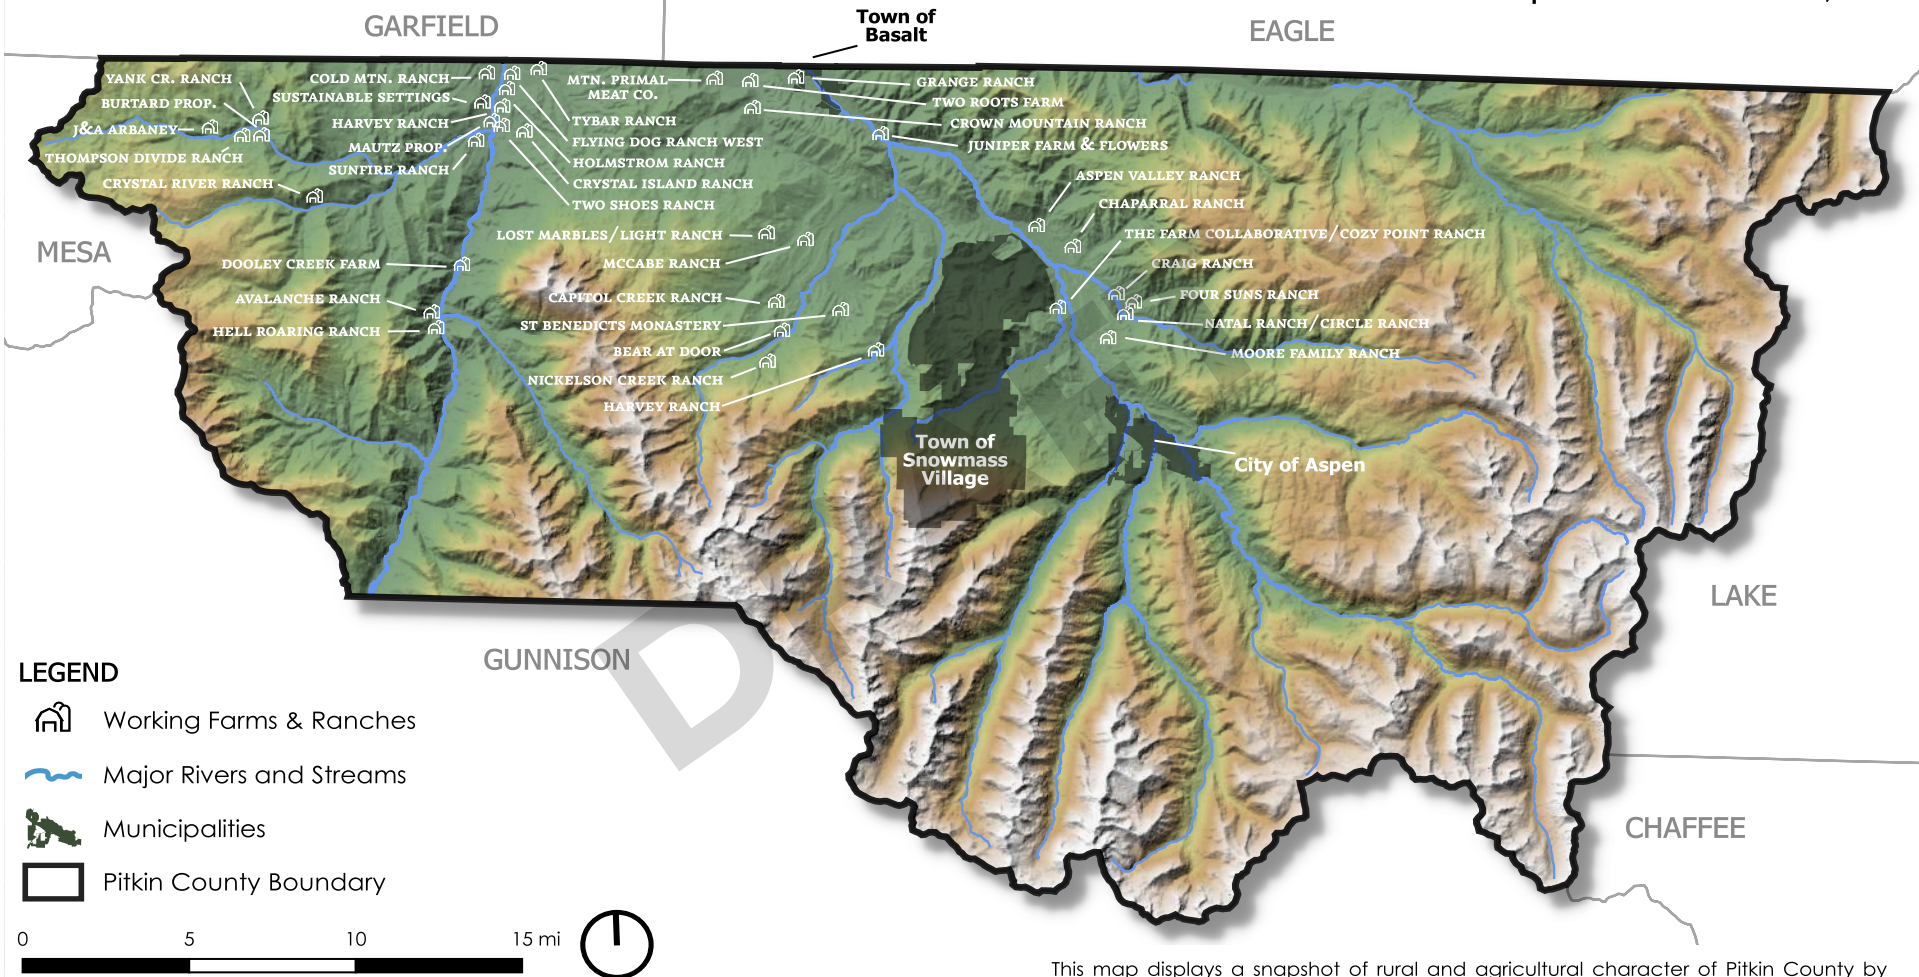 GARFIELD
Town of
Basalt
EAGLE
YANK CR. RANCH
BURTARD PROP.
J&A ARBANEY
THOMPSON DIVIDE RANCH
CRYSTAL RIVER RANCH
COLD MTN. RANCH
SUSTAINABLE SETTINGS
HARVEY RANCH
MAUTZ PROP.
SUNFIRE RANCH
MTN. PRIMAL
MEAT CO.
TYBAR RANCH
FLYING DOG RANCH WEST
HOLMSTROM RANCH
CRYSTAL ISLAND RANCH
TWO SHOES RANCH
GRANGE RANCH
TWO ROOTS FARM
CROWN MOUNTAIN RANCH
JUNIPER FARM & FLOWERS
ASPEN VALLEY RANCH
CHAPARRAL RANCH
THE FARM COLLABORATIVE/COZY POINT RANCH
CRAIG RANCH
FOUR SUNS RANCH
NATAL RANCH/CIRCLE RANCH
MOORE FAMILY RANCH
MESA
DOOLEY CREEK FARM
AVALANCHE RANCH
HELL ROARING RANCH
LOST MARBLES/LIGHT RANCH
MCCABE RANCH
CAPITOL CREEK RANCH
ST BENEDICTS MONASTERY
BEAR AT DOOR
NICKELSON CREEK RANCH
HARVEY RANCH
Town of
Snowmass
Village
City of Aspen
LAKE
GUNNISON
CHAFFEE
LEGEND
Working Farms & Ranches
Major Rivers and Streams
Municipalities
Pitkin County Boundary
0 5 10 15 mi
This map displays a snapshot of rural and agricultural character of Pitkin County by